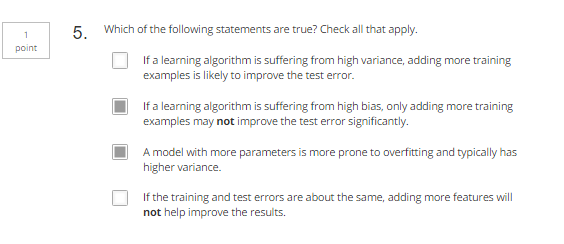 1
point
5. Which of the following statements are true? Check all that apply.
If a learning algorithm is suffering from high variance, adding more training
examples is likely to improve the test error.
If a learning algorithm is suffering from high bias, only adding more training
examples may not improve the test error significantly.
A model with more parameters is more prone to overfitting and typically has
higher variance.
If the training and test errors are about the same, adding more features will
not help improve the results.